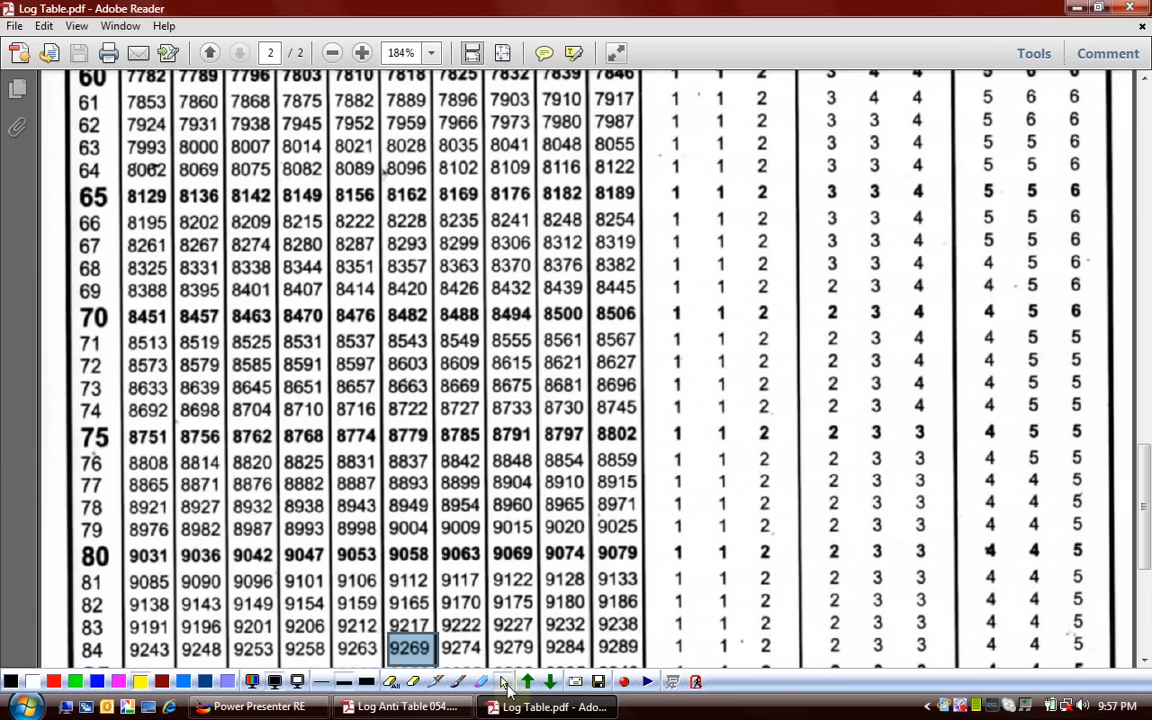 Log Table.pdf - Adobe Reader
File Edit View Window Help
2 / 2 184% Tools Comment
60 7782 7789 7796 7803 7810 7818 7825 7832 7839 7846 1 1 2 3 4 4 5 6 6
61 7853 7860 7868 7875 7882 7889 7896 7903 7910 7917 1 1 2 3 4 4 5 6 6
62 7924 7931 7938 7945 7952 7959 7966 7973 7980 7987 1 1 2 3 3 4 5 6 6
63 7993 8000 8007 8014 8021 8028 8035 8041 8048 8055 1 1 2 3 3 4 5 5 6
64 8062 8069 8075 8082 8089 8096 8102 8109 8116 8122 1 1 2 3 3 4 5 5 6
65 8129 8136 8142 8149 8156 8162 8169 8176 8182 8189 1 1 2 3 3 4 5 5 6
66 8195 8202 8209 8215 8222 8228 8235 8241 8248 8254 1 1 2 3 3 4 5 5 6
67 8261 8267 8274 8280 8287 8293 8299 8306 8312 8319 1 1 2 3 3 4 5 5 6
68 8325 8331 8338 8344 8351 8357 8363 8370 8376 8382 1 1 2 3 3 4 4 5 6
69 8388 8395 8401 8407 8414 8420 8426 8432 8439 8445 1 1 2 2 3 4 4 5 6
70 8451 8457 8463 8470 8476 8482 8488 8494 8500 8506 1 1 2 2 3 4 4 5 6
71 8513 8519 8525 8531 8537 8543 8549 8555 8561 8567 1 1 2 2 3 4 4 5 5
72 8573 8579 8585 8591 8597 8603 8609 8615 8621 8627 1 1 2 2 3 4 4 5 5
73 8633 8639 8645 8651 8657 8663 8669 8675 8681 8696 1 1 2 2 3 4 4 5 5
74 8692 8698 8704 8710 8716 8722 8727 8733 8730 8745 1 1 2 2 3 4 4 5 5
75 8751 8756 8762 8768 8774 8779 8785 8791 8797 8802 1 1 2 2 3 3 4 5 5
76 8808 8814 8820 8825 8831 8837 8842 8848 8854 8859 1 1 2 2 3 3 4 5 5
77 8865 8871 8876 8882 8887 8893 8899 8904 8910 8915 1 1 2 2 3 3 4 4 5
78 8921 8927 8932 8938 8943 8949 8954 8960 8965 8971 1 1 2 2 3 3 4 4 5
79 8976 8982 8987 8993 8998 9004 9009 9015 9020 9025 1 1 2 2 3 3 4 4 5
80 9031 9036 9042 9047 9053 9058 9063 9069 9074 9079 1 1 2 2 3 3 4 4 5
81 9085 9090 9096 9101 9106 9112 9117 9122 9128 9133 1 1 2 2 3 3 4 4 5
82 9138 9143 9149 9154 9159 9165 9170 9175 9180 9186 1 1 2 2 3 3 4 4 5
83 9191 9196 9201 9206 9212 9217 9222 9227 9232 9238 1 1 2 2 3 3 4 4 5
84 9243 9248 9253 9258 9263 9269 9274 9279 9284 9289 1 1 2 2 3 3 4 4 5
Power Presenter RE Log Anti Table 054.... Log Table.pdf - Ado... 9:57 PM